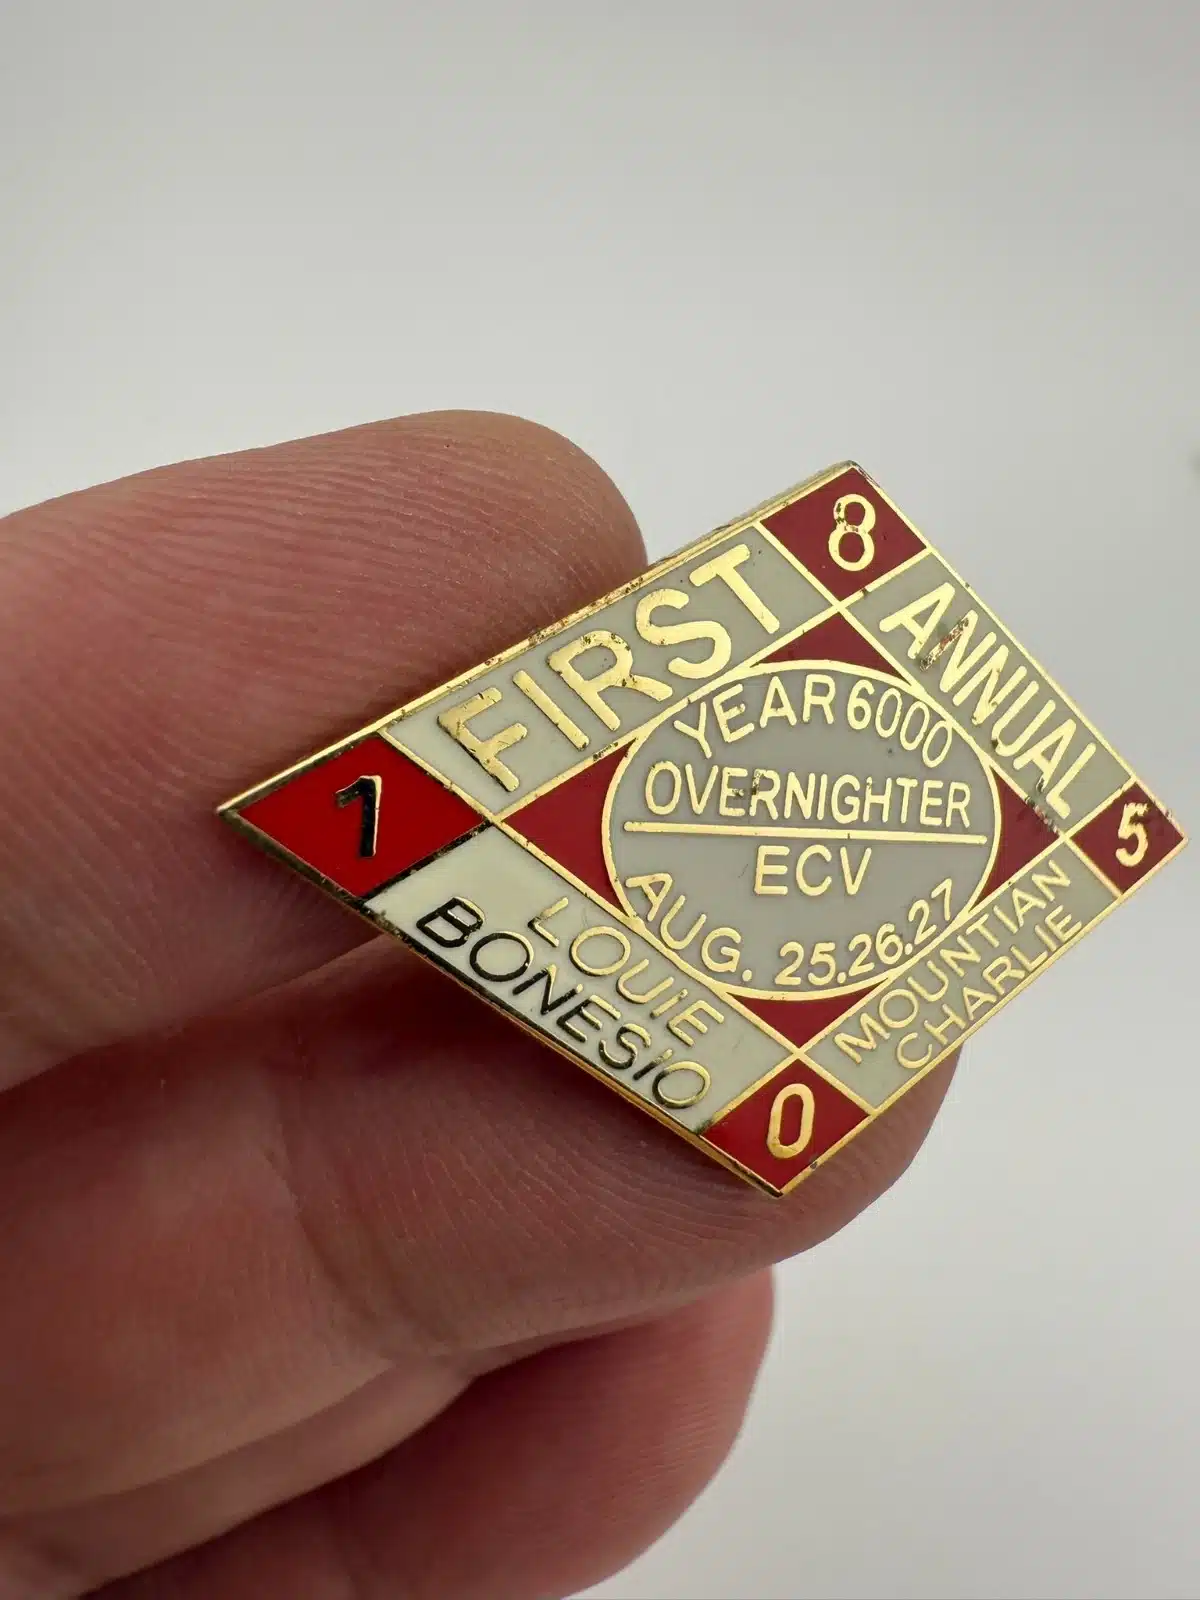 8
FIRST
ANNUAL
1
5
YEAR 6000
OVERNIGHTER
ECV
AUG. 25.26.27
LOUIE
BONESIO
MOUNTIAN
CHARLIE
0